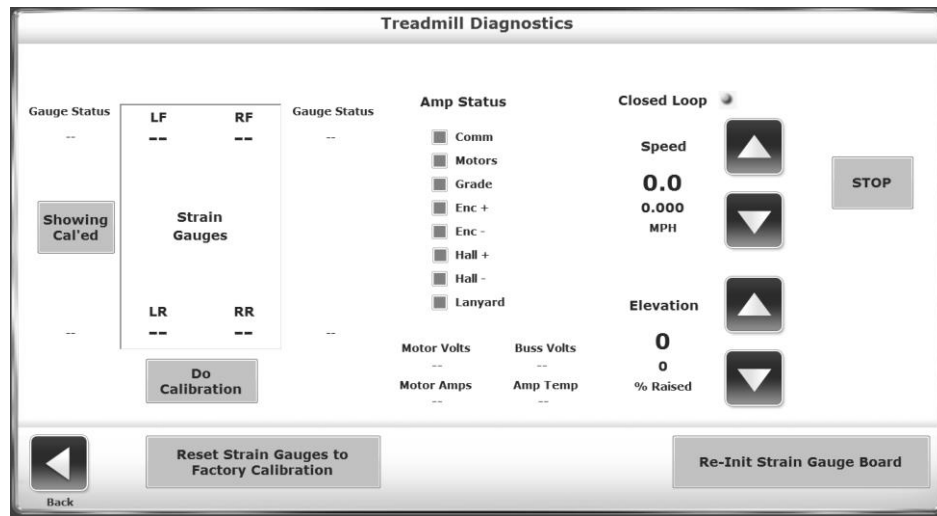 Treadmill Diagnostics
Gauge Status
--
LF RF
-- --
Gauge Status
--
Showing
Cal'ed
Strain
Gauges
LR RR
-- --
--
--
Do
Calibration
Amp Status
Comm
Motors
Grade
Enc +
Enc -
Hall +
Hall -
Lanyard
Motor Volts Buss Volts
-- --
Motor Amps Amp Temp
-- --
Closed Loop
Speed
0.0
0.000
MPH
Elevation
0
0
% Raised
STOP
Back
Reset Strain Gauges to
Factory Calibration
Re-Init Strain Gauge Board